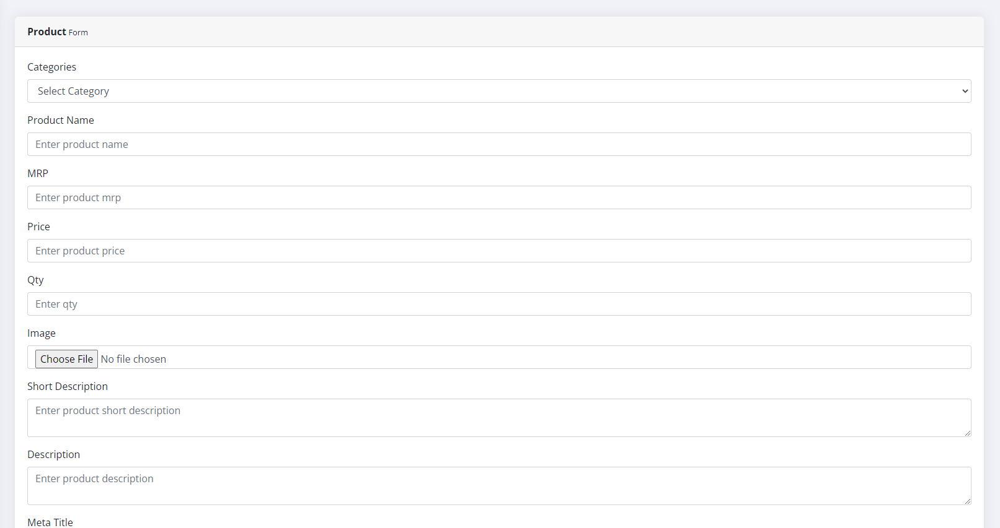 Product Form
Categories
Select Category
Product Name
Enter product name
MRP
Enter product mrp
Price
Enter product price
Qty
Enter qty
Image
Choose File No file chosen
Short Description
Enter product short description
Description
Enter product description
Meta Title